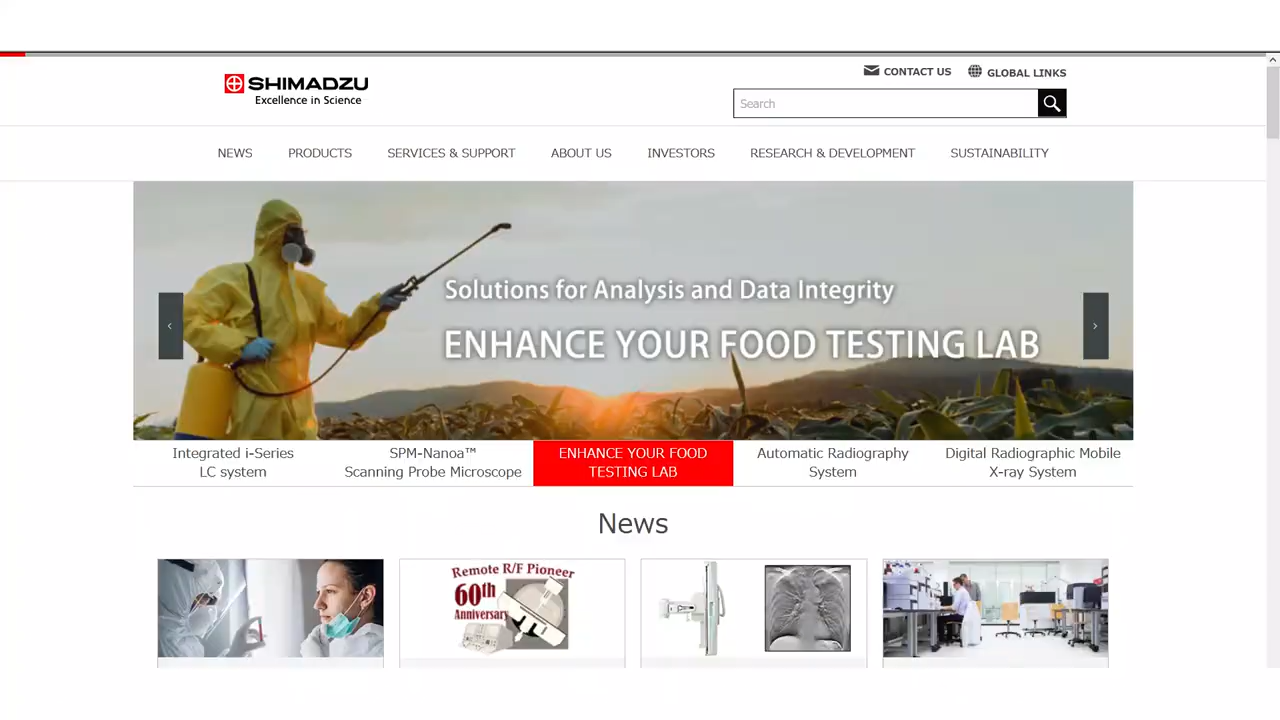 SHIMADZU
Excellence in Science
CONTACT US
GLOBAL LINKS
Search
NEWS
PRODUCTS
SERVICES & SUPPORT
ABOUT US
INVESTORS
RESEARCH & DEVELOPMENT
SUSTAINABILITY
Solutions for Analysis and Data Integrity
ENHANCE YOUR FOOD TESTING LAB
Integrated i-Series
LC system
SPM-Nanoa™
Scanning Probe Microscope
ENHANCE YOUR FOOD
TESTING LAB
Automatic Radiography
System
Digital Radiographic Mobile
X-ray System
News
Remote R/F Pioneer
60th
Anniversary